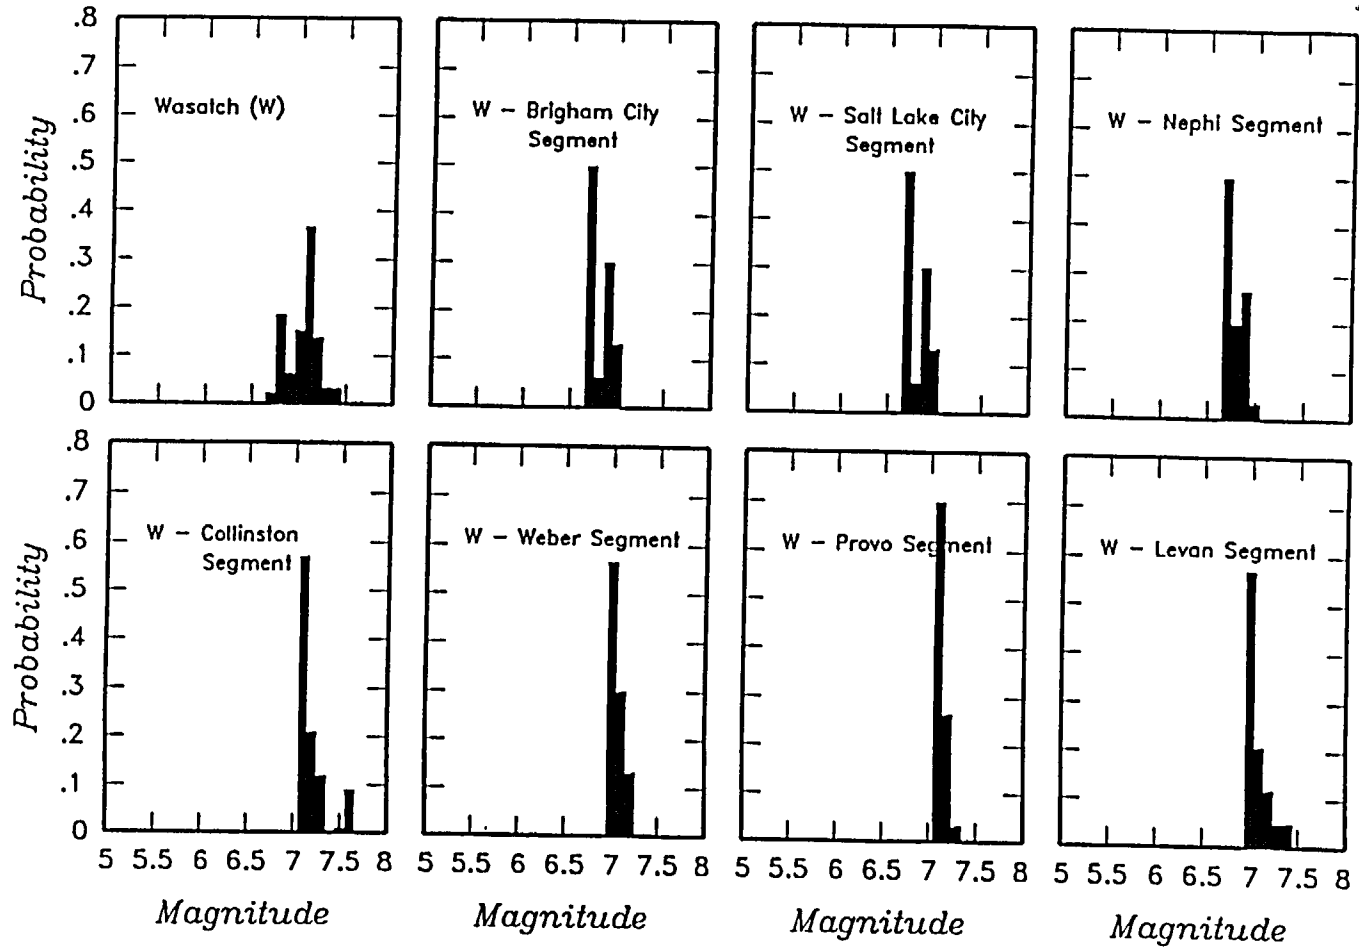 .8
.7
.6
.5
.4
.3
.2
.1
0
Probability
Wasatch (W)
W – Brigham City
Segment
W – Salt Lake City
Segment
W – Nephi Segment
.8
.7
.6
.5
.4
.3
.2
.1
0
Probability
W – Collinston
Segment
W – Weber Segment
W – Provo Segment
W – Levan Segment
5 5.5 6 6.5 7 7.5 8
5 5.5 6 6.5 7 7.5 8
5 5.5 6 6.5 7 7.5 8
5 5.5 6 6.5 7 7.5 8
Magnitude
Magnitude
Magnitude
Magnitude